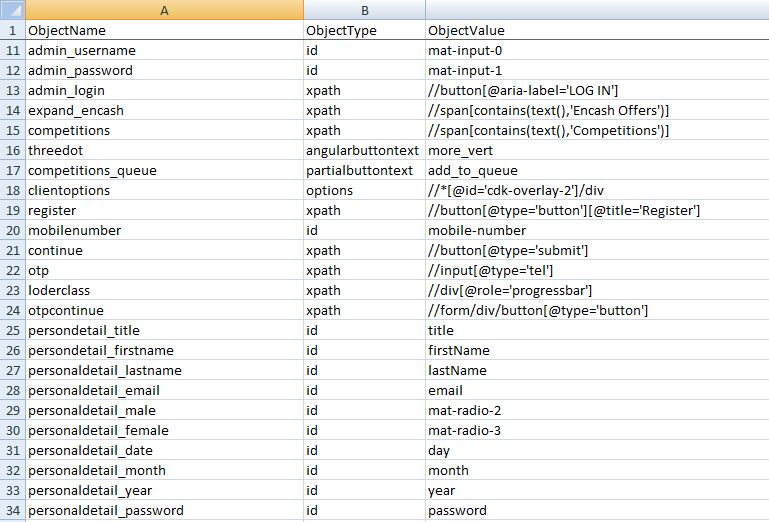 A B
1 ObjectName ObjectType ObjectValue
11 admin_username id mat-input-0
12 admin_password id mat-input-1
13 admin_login xpath //button[@aria-label='LOG IN']
14 expand_encash xpath //span[contains(text(),'Encash Offers')]
15 competitions xpath //span[contains(text(),'Competitions')]
16 threedot angularbuttontext more_vert
17 competitions_queue partialbuttontext add_to_queue
18 clientoptions options //*[@id='cdk-overlay-2']/div
19 register xpath //button[@type='button'][@title='Register']
20 mobilenumber id mobile-number
21 continue xpath //button[@type='submit']
22 otp xpath //input[@type='tel']
23 loderclass xpath //div[@role='progressbar']
24 otpcontinue xpath //form/div/button[@type='button']
25 persondetail_title id title
26 persondetail_firstname id firstName
27 personaldetail_lastname id lastName
28 personaldetail_email id email
29 personaldetail_male id mat-radio-2
30 personaldetail_female id mat-radio-3
31 personaldetail_date id day
32 personaldetail_month id month
33 personaldetail_year id year
34 personaldetail_password id password